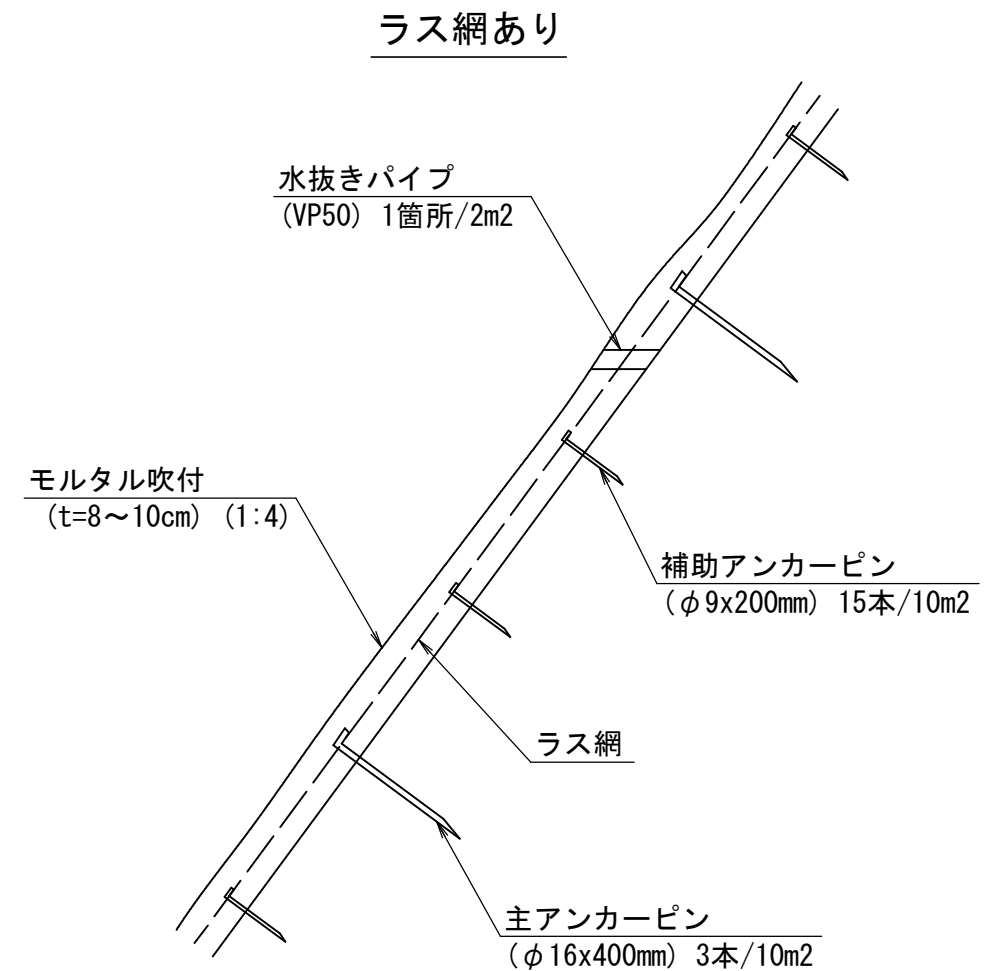 ラス網あり
水抜きパイプ
(VP50) 1箇所/2m2
モルタル吹付
(t=8～10cm) (1:4)
補助アンカーピン
(φ9x200mm) 15本/10m2
ラス網
主アンカーピン
(φ16x400mm) 3本/10m2